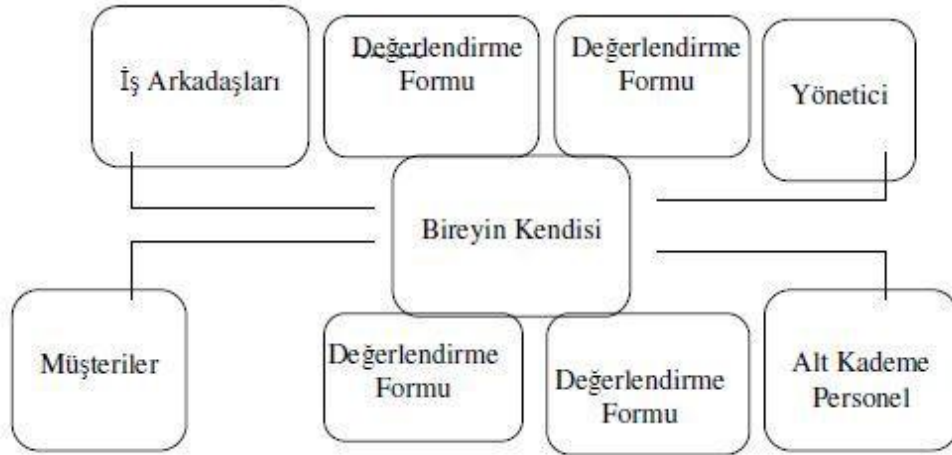 İş Arkadaşları
Değerlendirme
Formu
Değerlendirme
Formu
Yönetici
Bireyin Kendisi
Müşteriler
Değerlendirme
Formu
Değerlendirme
Formu
Alt Kademe
Personel